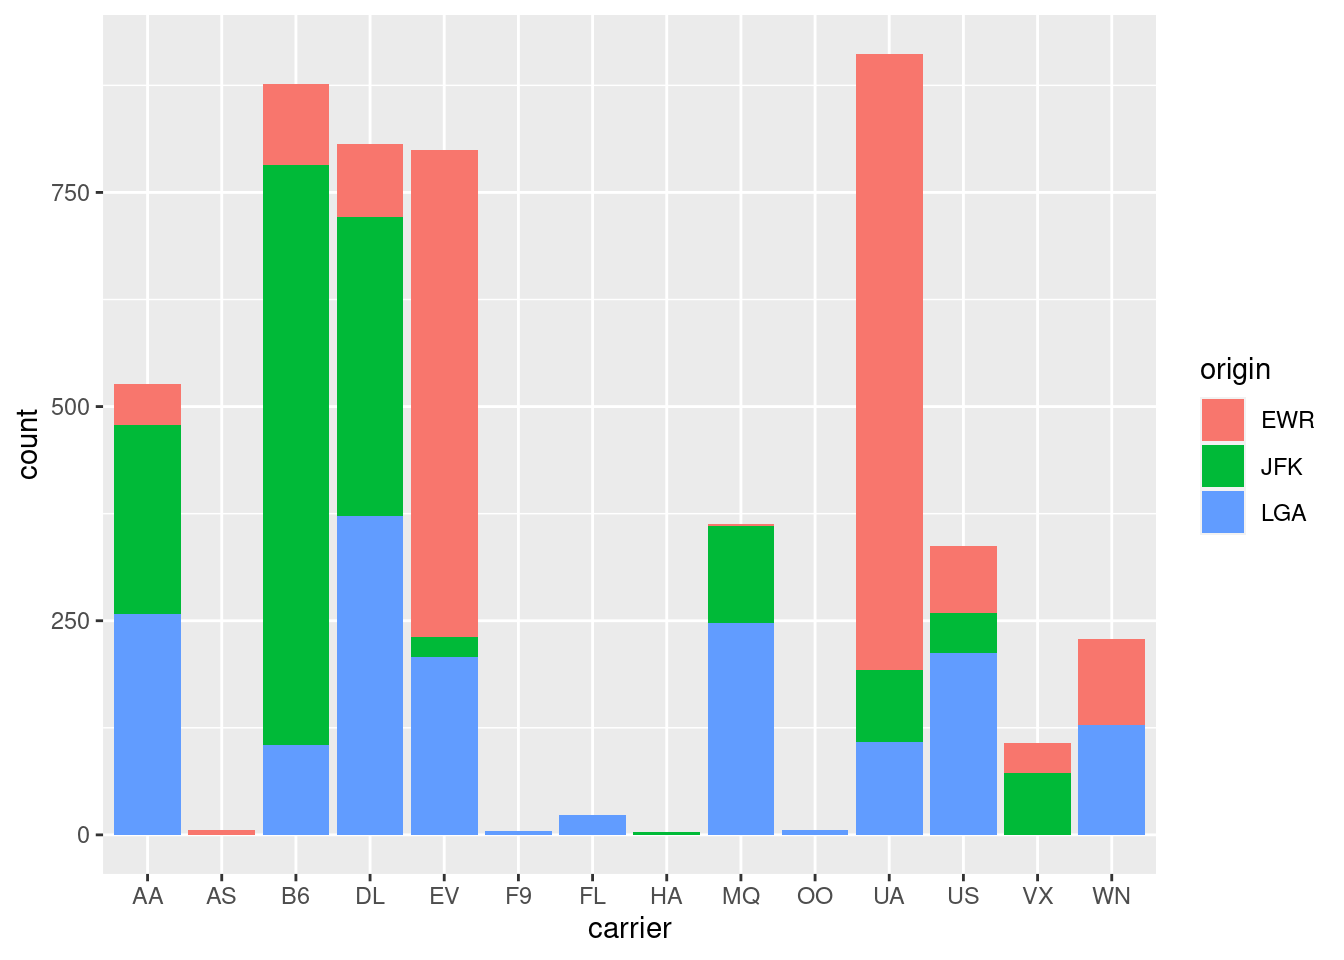 count
750
500
250
0
AA AS B6 DL EV F9 FL HA MQ OO UA US VX WN
carrier
origin
EWR
JFK
LGA